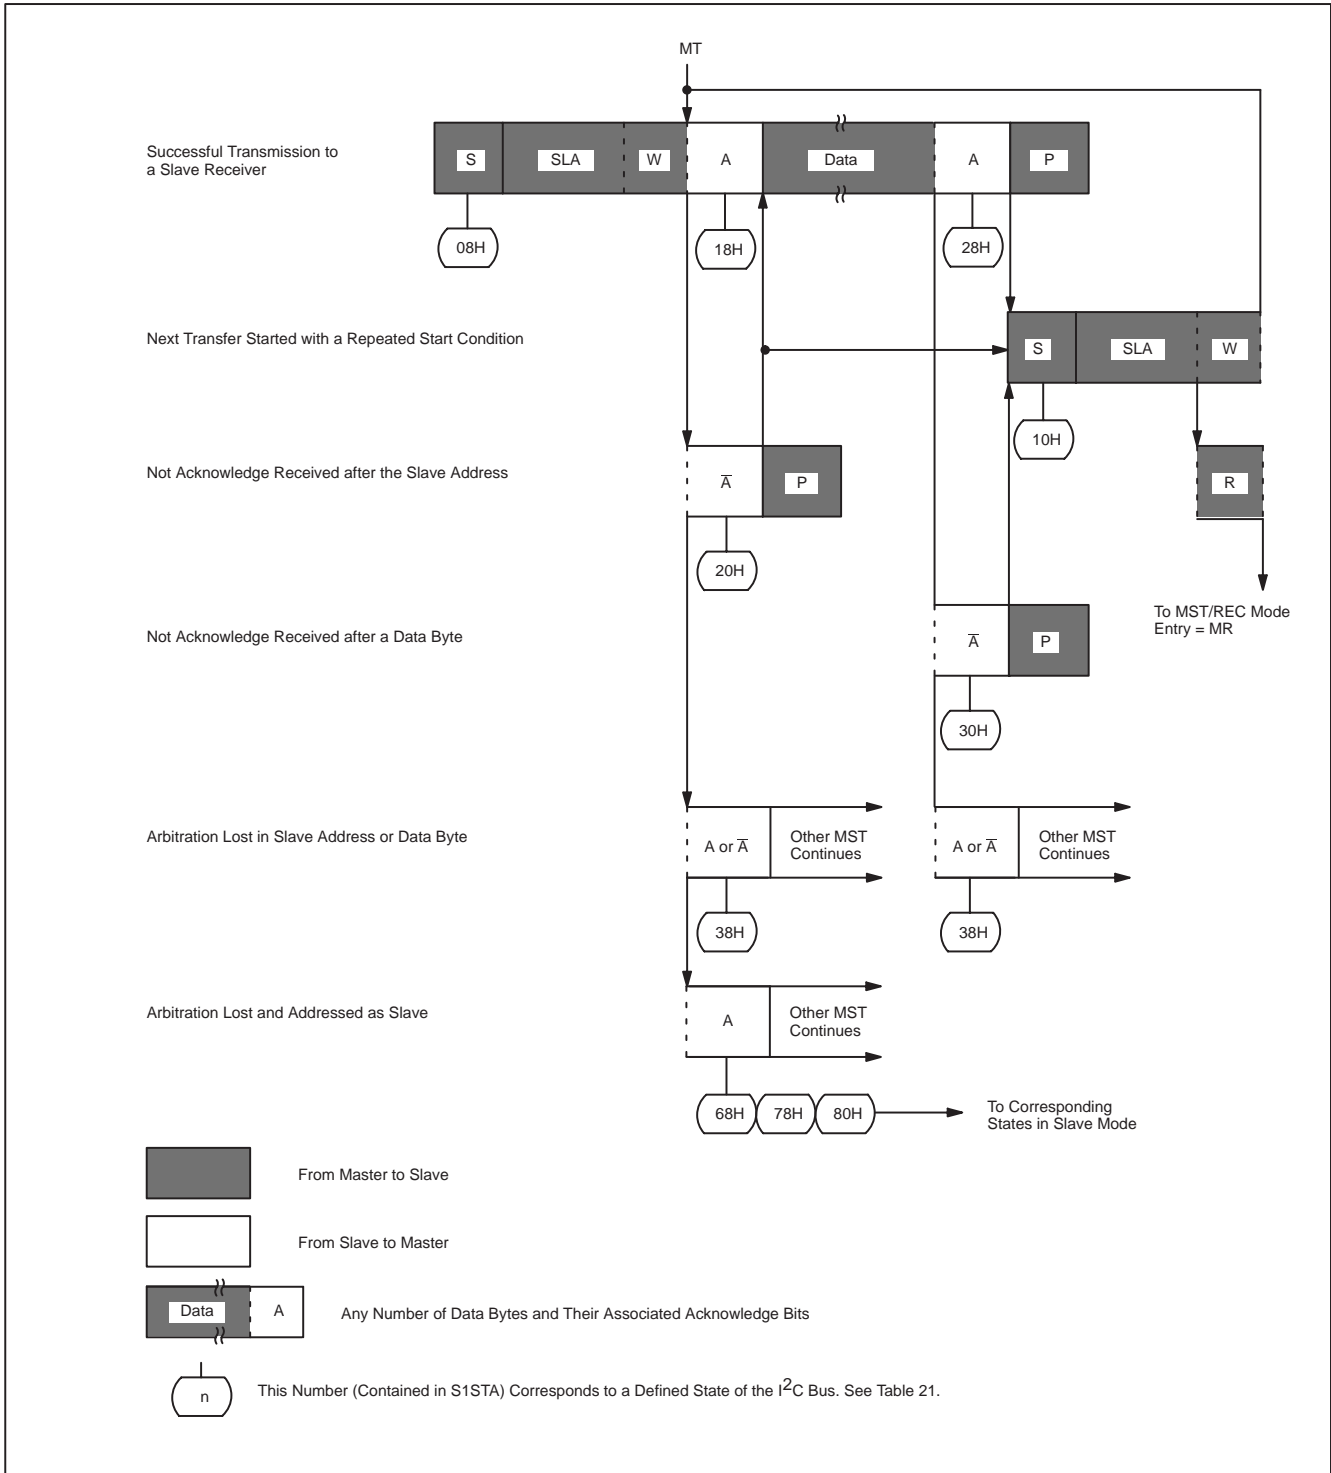 MT
Successful Transmission to
a Slave Receiver
S SLA W A Data A P
08H 18H 28H
Next Transfer Started with a Repeated Start Condition
S SLA W
10H
Not Acknowledge Received after the Slave Address
A̅ P
R
20H
To MST/REC Mode
Entry = MR
Not Acknowledge Received after a Data Byte
A̅ P
30H
Arbitration Lost in Slave Address or Data Byte
A or A̅
Other MST
Continues
A or A̅
Other MST
Continues
38H 38H
Arbitration Lost and Addressed as Slave
A
Other MST
Continues
68H 78H 80H
To Corresponding
States in Slave Mode
From Master to Slave
From Slave to Master
Data A
Any Number of Data Bytes and Their Associated Acknowledge Bits
n
This Number (Contained in S1STA) Corresponds to a Defined State of the I²C Bus. See Table 21.